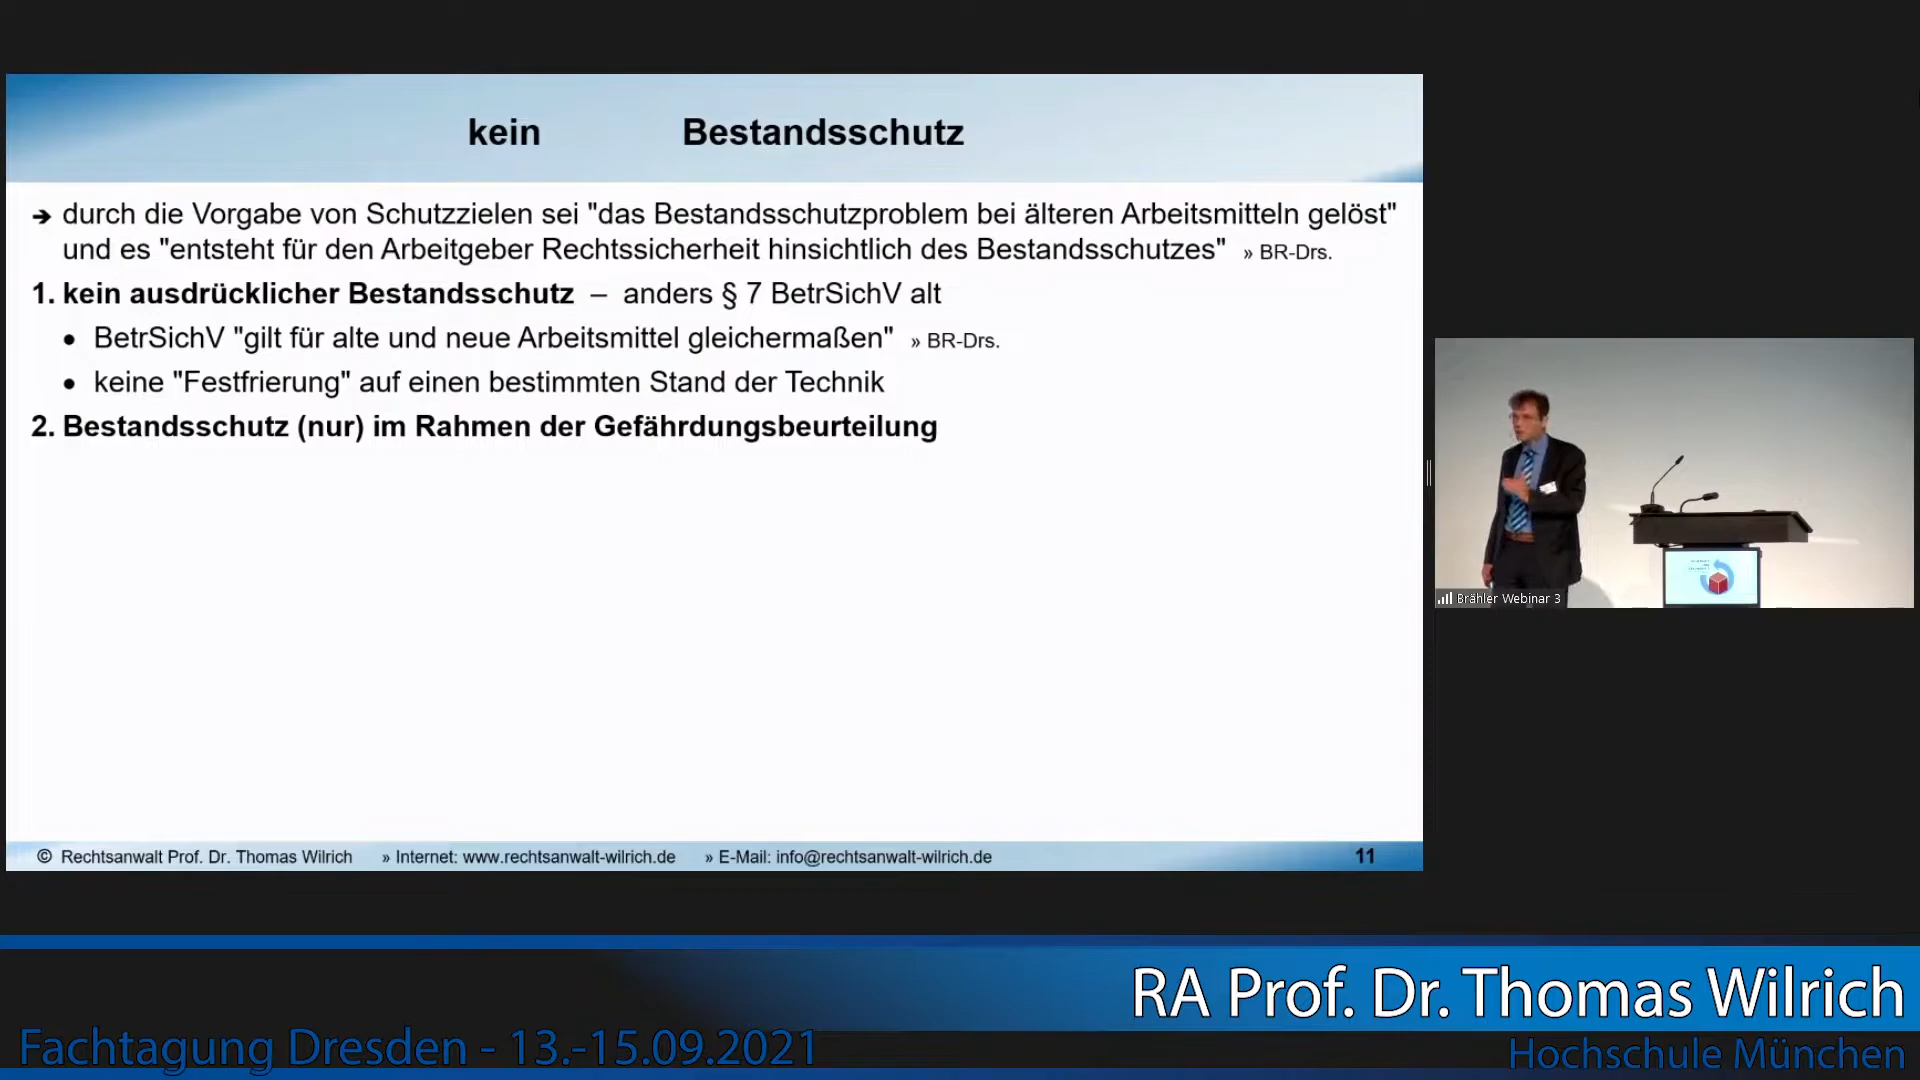 kein Bestandsschutz
➔ durch die Vorgabe von Schutzzielen sei "das Bestandsschutzproblem bei älteren Arbeitsmitteln gelöst"
und es "entsteht für den Arbeitgeber Rechtssicherheit hinsichtlich des Bestandsschutzes" » BR-Drs.
1. kein ausdrücklicher Bestandsschutz – anders § 7 BetrSichV alt
• BetrSichV "gilt für alte und neue Arbeitsmittel gleichermaßen" » BR-Drs.
• keine "Festfrierung" auf einen bestimmten Stand der Technik
2. Bestandsschutz (nur) im Rahmen der Gefährdungsbeurteilung
© Rechtsanwalt Prof. Dr. Thomas Wilrich » Internet: www.rechtsanwalt-wilrich.de » E-Mail: info@rechtsanwalt-wilrich.de 11
Brähler Webinar 3
RA Prof. Dr. Thomas Wilrich
Fachtagung Dresden - 13.-15.09.2021
Hochschule München